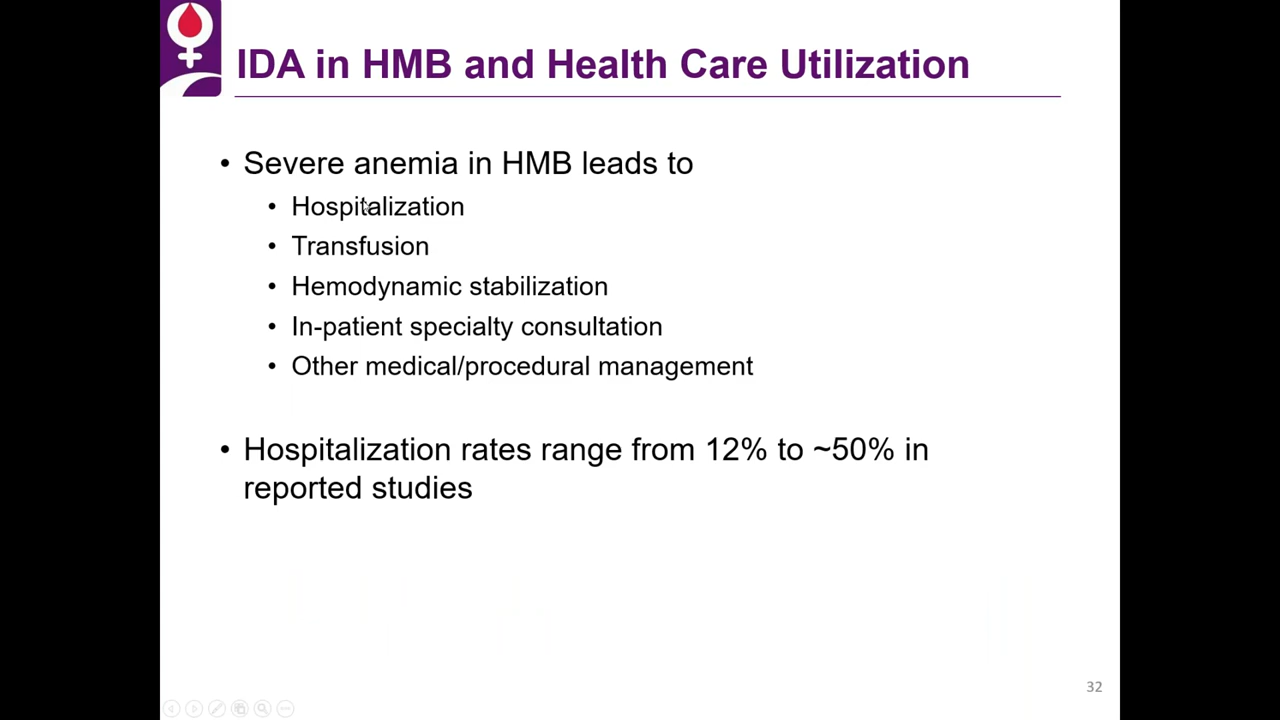 IDA in HMB and Health Care Utilization
• Severe anemia in HMB leads to
• Hospitalization
• Transfusion
• Hemodynamic stabilization
• In-patient specialty consultation
• Other medical/procedural management
• Hospitalization rates range from 12% to ~50% in
reported studies
32